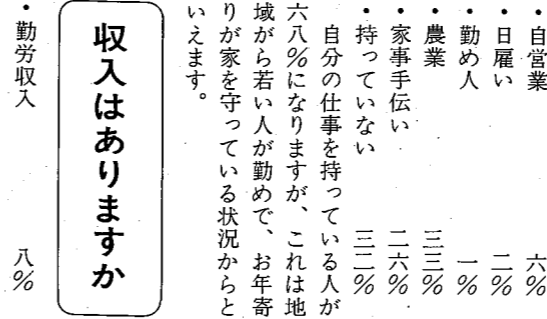 ・自営業　六％
・日雇い　二％
・勤め人　一％
・農業　三三％
・家事手伝い　二六％
・持っていない　三二％
自分の仕事を持っている人が
六八％になりますが、これは地
域がら若い人が勤めで、お年寄
りが家を守っている状況からと
いえます。
収入はありますか
・勤労収入　八％